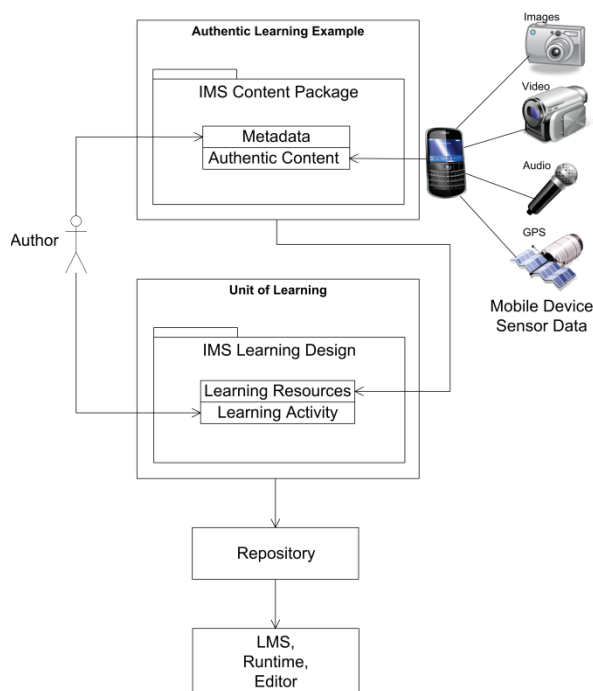 Authentic Learning Example
IMS Content Package
Metadata
Authentic Content
Images
Video
Audio
GPS
Mobile Device
Sensor Data
Author
Unit of Learning
IMS Learning Design
Learning Resources
Learning Activity
Repository
LMS,
Runtime,
Editor